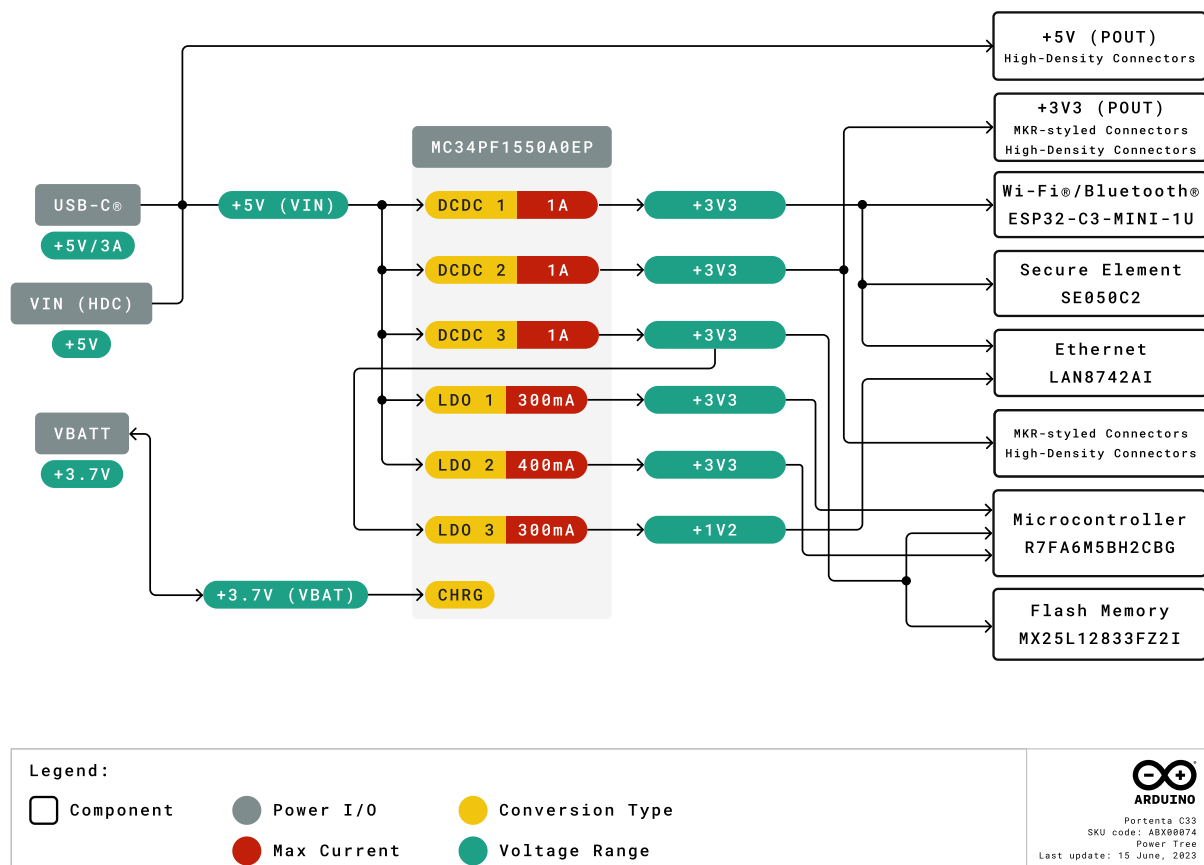 +5V (POUT)
High-Density Connectors
+3V3 (POUT)
MKR-styled Connectors
High-Density Connectors
MC34PF1550A0EP
USB-C®
+5V/3A
+5V (VIN)
DCDC 1 1A
+3V3
Wi-Fi®/Bluetooth®
ESP32-C3-MINI-1U
VIN (HDC)
+5V
DCDC 2 1A
+3V3
Secure Element
SE050C2
DCDC 3 1A
+3V3
Ethernet
LAN8742AI
VBATT
+3.7V
LDO 1 300mA
+3V3
MKR-styled Connectors
High-Density Connectors
LDO 2 400mA
+3V3
LDO 3 300mA
+1V2
Microcontroller
R7FA6M5BH2CBG
+3.7V (VBAT)
CHRG
Flash Memory
MX25L12833FZ2I
Legend:
Component
Power I/O
Conversion Type
Max Current
Voltage Range
ARDUINO
Portenta C33
SKU code: ABX00074
Power Tree
Last update: 15 June, 2023